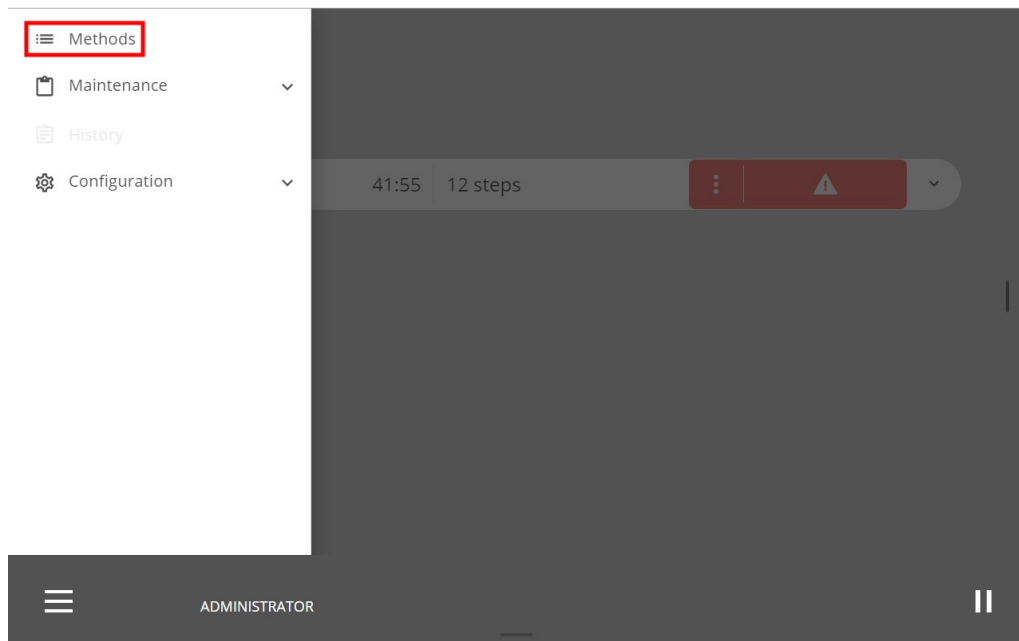 Methods
Maintenance
History
Configuration
41:55 12 steps
ADMINISTRATOR